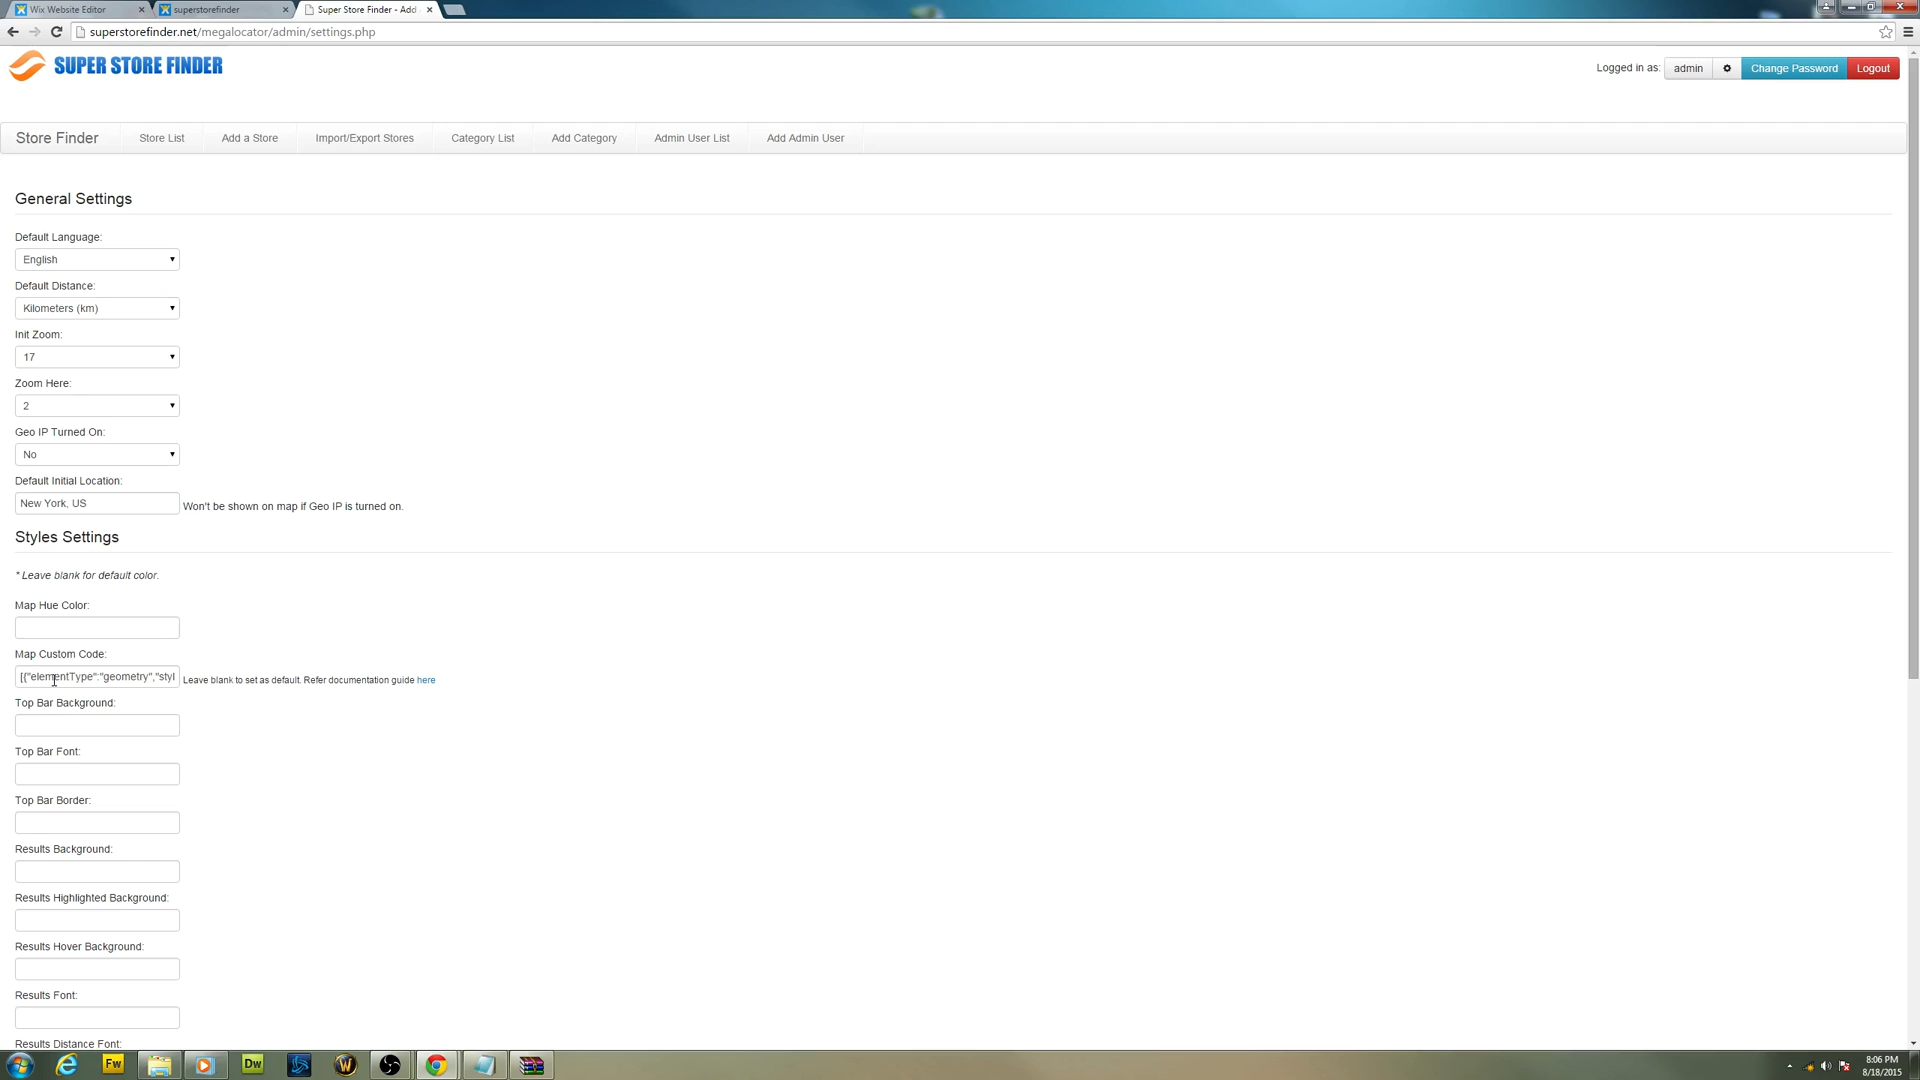 Wix Website Editor
superstorefinder
Super Store Finder - Add
superstorefinder.net/megalocator/admin/settings.php
SUPER STORE FINDER
Logged in as: admin Change Password Logout
Store Finder Store List Add a Store Import/Export Stores Category List Add Category Admin User List Add Admin User
General Settings
Default Language:
English
Default Distance:
Kilometers (km)
Init Zoom:
17
Zoom Here:
2
Geo IP Turned On:
No
Default Initial Location:
New York, US Won't be shown on map if Geo IP is turned on.
Styles Settings
* Leave blank for default color.
Map Hue Color:
Map Custom Code:
[{"elementType":"geometry","styl Leave blank to set as default. Refer documentation guide here
Top Bar Background:
Top Bar Font:
Top Bar Border:
Results Background:
Results Highlighted Background:
Results Hover Background:
Results Font:
Results Distance Font:
Fw
Dw
8:06 PM
8/18/2015